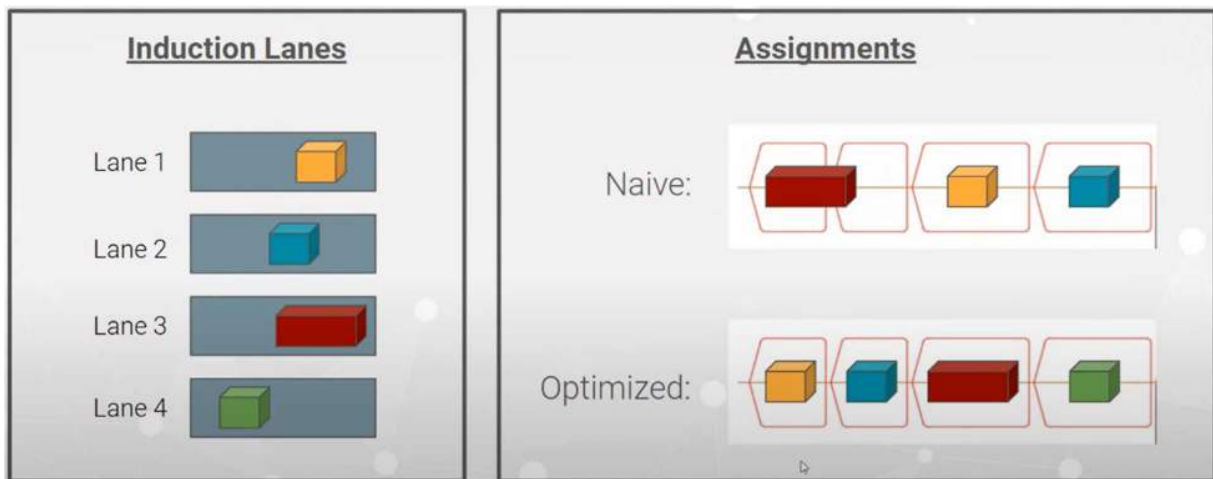 Induction Lanes
Lane 1
Lane 2
Lane 3
Lane 4
Assignments
Naive:
Optimized: